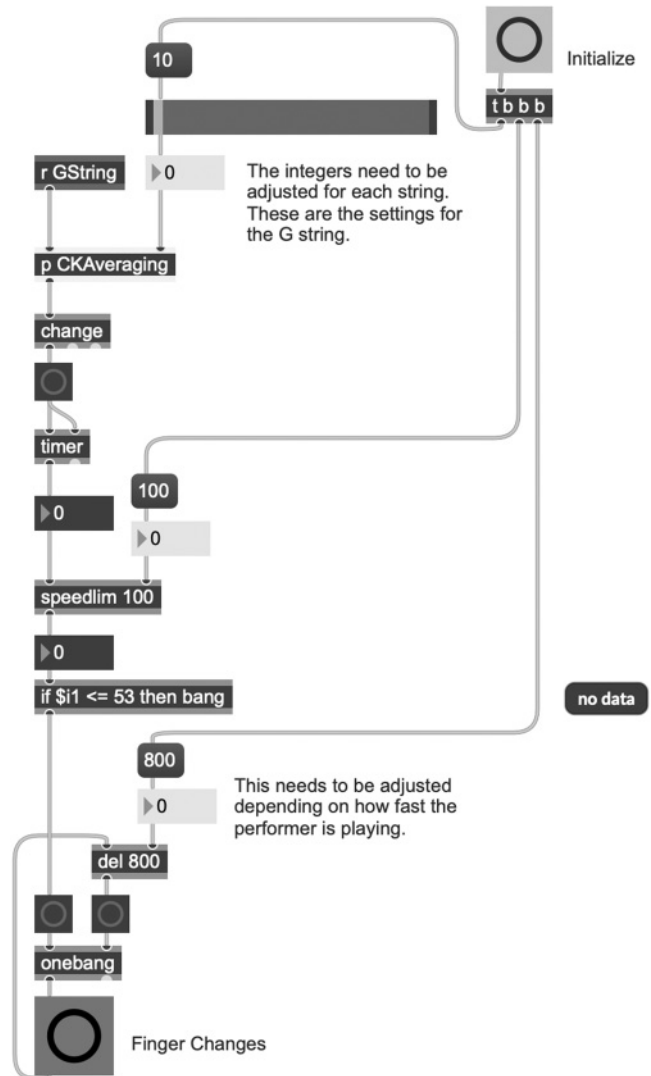 10
Initialize
t b b b
r GString
0
The integers need to be
adjusted for each string.
These are the settings for
the G string.
p CKAveraging
change
timer
100
0
0
speedlim 100
0
if $i1 <= 53 then bang
no data
800
0
This needs to be adjusted
depending on how fast the
performer is playing.
del 800
onebang
Finger Changes